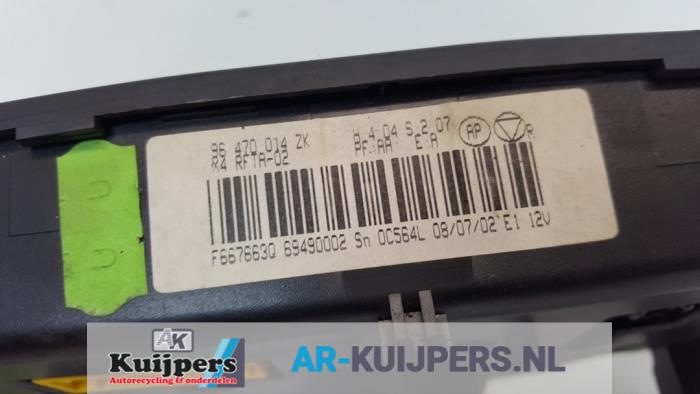 96 470 014 ZK H 4-04 S 2 07 AP R
K4 RFTA-02 PF:AA E:A
F667663Q 69490002 Sn 0C564L 08/07/02 E1 12V
AK
Kuijpers
Autorecycling & onderdelen
AR-KUIJPERS.NL